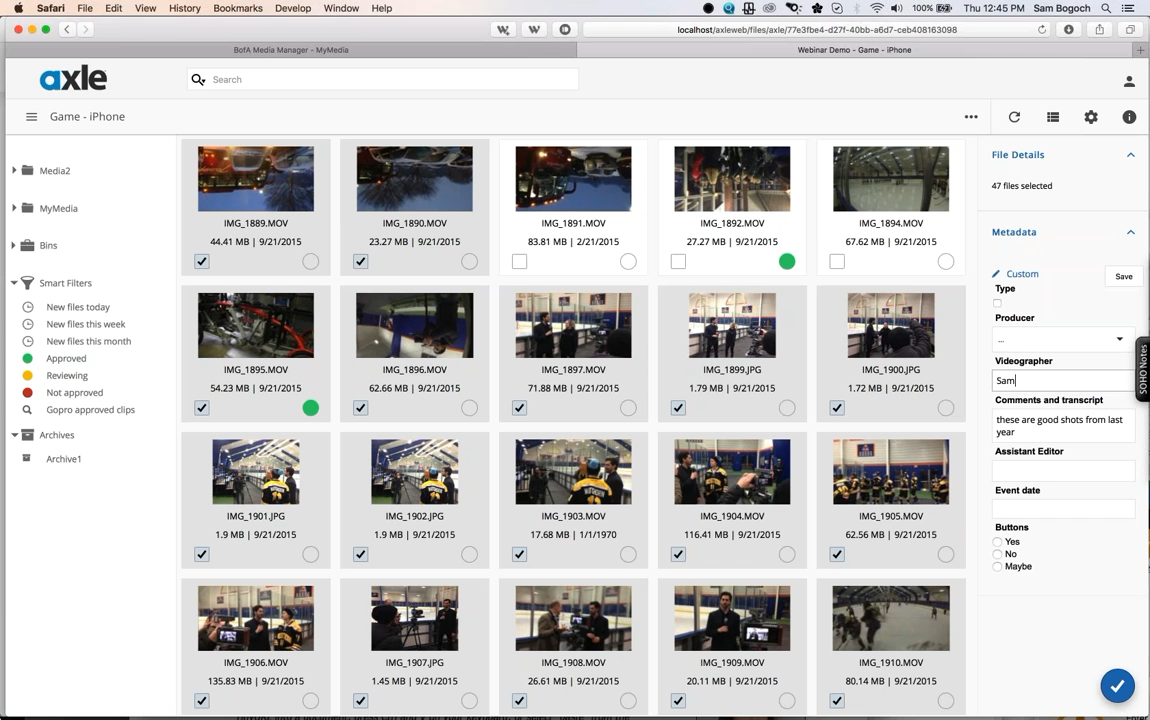 Safari File Edit View History Bookmarks Develop Window Help 100% Thu 12:45 PM Sam Bogoch
localhost/axleweb/files/axle/77e3fbe4-d27f-40bb-a6d7-ceb408163098
BofA Media Manager - MyMedia
Webinar Demo - Game - iPhone
axle
Search
Game - iPhone
Media2
MyMedia
Bins
Smart Filters
New files today
New files this week
New files this month
Approved
Reviewing
Not approved
Gopro approved clips
Archives
Archive1
IMG_1889.MOV IMG_1890.MOV IMG_1891.MOV IMG_1892.MOV IMG_1894.MOV
44.41 MB | 9/21/2015 23.27 MB | 9/21/2015 83.81 MB | 2/21/2015 27.27 MB | 9/21/2015 67.62 MB | 9/21/2015
IMG_1895.MOV IMG_1896.MOV IMG_1897.MOV IMG_1899.JPG IMG_1900.JPG
54.23 MB | 9/21/2015 62.66 MB | 9/21/2015 71.88 MB | 9/21/2015 1.79 MB | 9/21/2015 1.72 MB | 9/21/2015
IMG_1901.JPG IMG_1902.JPG IMG_1903.MOV IMG_1904.MOV IMG_1905.MOV
1.9 MB | 9/21/2015 1.9 MB | 9/21/2015 17.68 MB | 1/1/1970 116.41 MB | 9/21/2015 62.56 MB | 9/21/2015
IMG_1906.MOV IMG_1907.JPG IMG_1908.MOV IMG_1909.MOV IMG_1910.MOV
135.83 MB | 9/21/2015 1.45 MB | 9/21/2015 26.61 MB | 9/21/2015 20.11 MB | 9/21/2015 80.14 MB | 9/21/2015
File Details
47 files selected
Metadata
Custom
Save
Type
Producer
...
Videographer
Sam
Comments and transcript
these are good shots from last
year
Assistant Editor
Event date
Buttons
Yes
No
Maybe
SOHO Notes